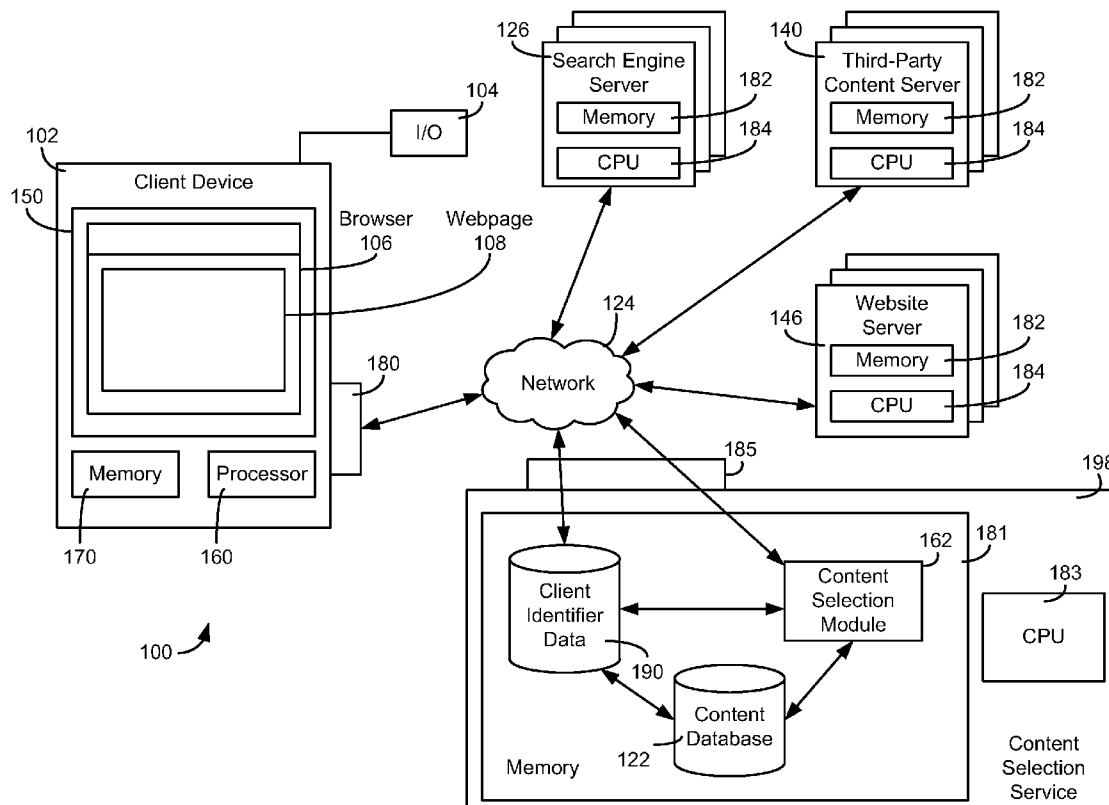 126
Search Engine
Server
Memory
CPU
182
184
140
Third-Party
Content Server
Memory
CPU
182
184
104
I/O
102
Client Device
150
Browser
106
Webpage
108
180
Memory
Processor
170
160
100
124
Network
146
Website
Server
Memory
CPU
182
184
185
198
181
162
Client
Identifier
Data
190
Content
Selection
Module
Content
Database
122
Memory
183
CPU
Content
Selection
Service